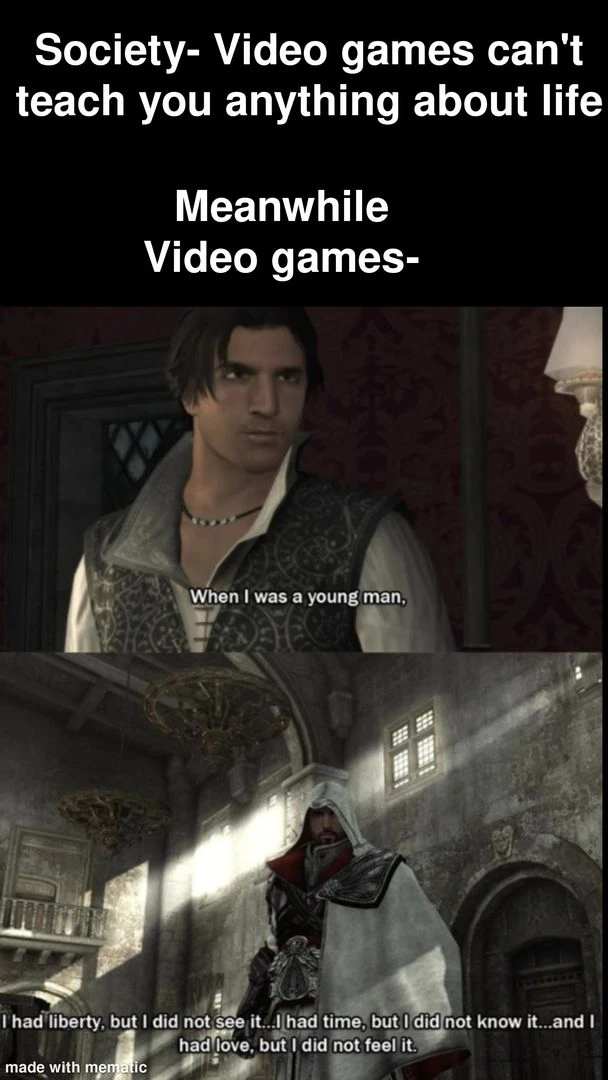 Society- Video games can't
teach you anything about life
Meanwhile
Video games-
When I was a young man,
I had liberty, but I did not see it...I had time, but I did not know it...and I
had love, but I did not feel it.
made with mematic